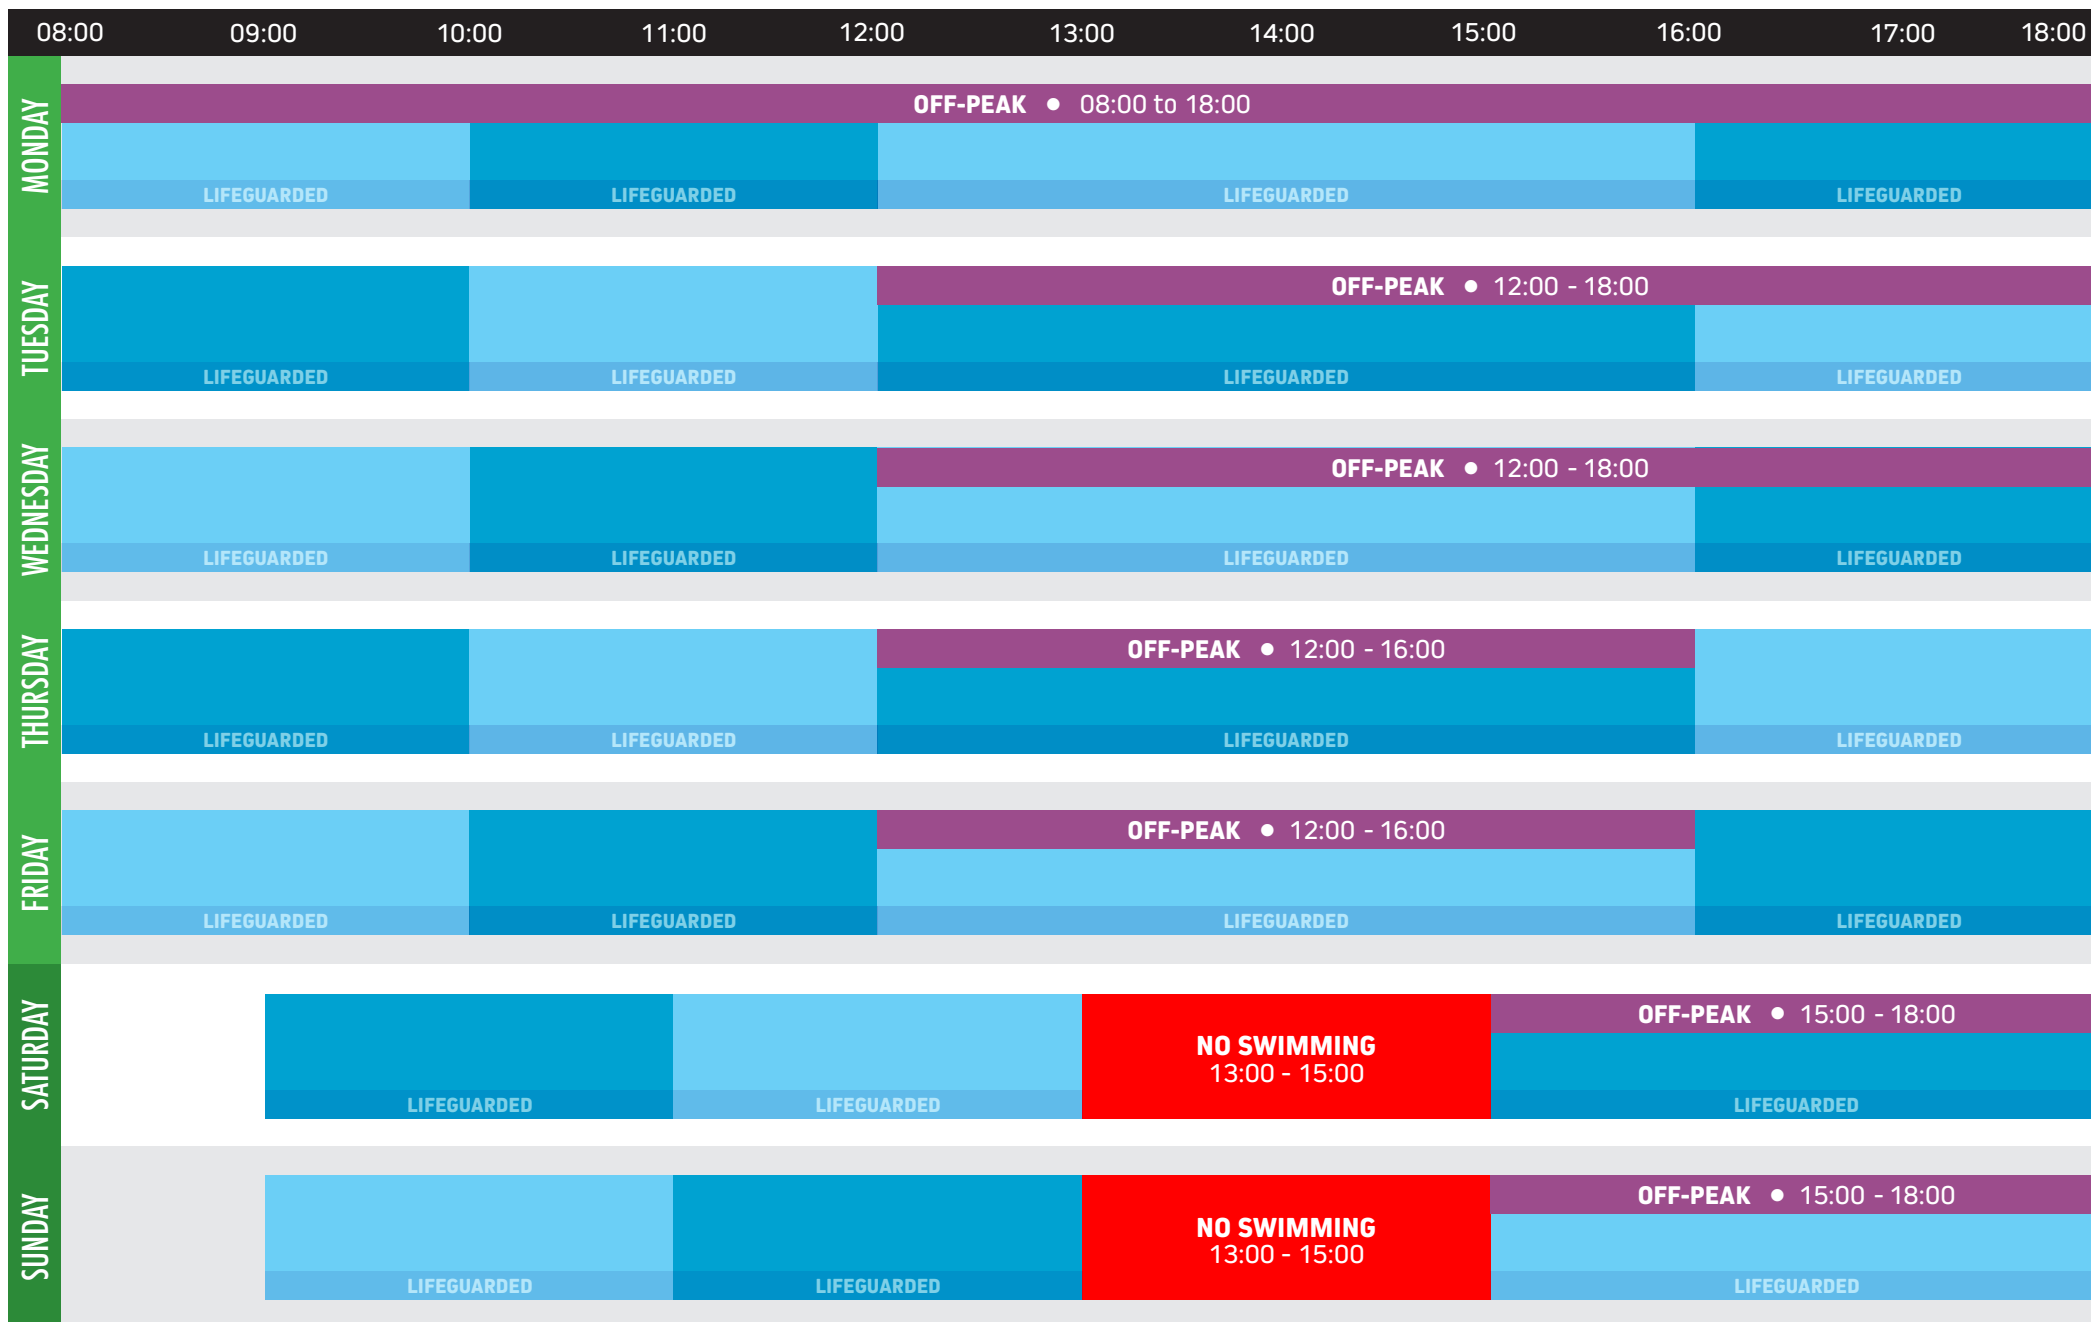 08:00 09:00 10:00 11:00 12:00 13:00 14:00 15:00 16:00 17:00 18:00
MONDAY
OFF-PEAK • 08:00 to 18:00
LIFEGUARDED LIFEGUARDED LIFEGUARDED LIFEGUARDED
TUESDAY
OFF-PEAK • 12:00 - 18:00
LIFEGUARDED LIFEGUARDED LIFEGUARDED LIFEGUARDED
WEDNESDAY
OFF-PEAK • 12:00 - 18:00
LIFEGUARDED LIFEGUARDED LIFEGUARDED LIFEGUARDED
THURSDAY
OFF-PEAK • 12:00 - 16:00
LIFEGUARDED LIFEGUARDED LIFEGUARDED LIFEGUARDED
FRIDAY
OFF-PEAK • 12:00 - 16:00
LIFEGUARDED LIFEGUARDED LIFEGUARDED LIFEGUARDED
SATURDAY
OFF-PEAK • 15:00 - 18:00
NO SWIMMING
13:00 - 15:00
LIFEGUARDED LIFEGUARDED LIFEGUARDED
SUNDAY
OFF-PEAK • 15:00 - 18:00
NO SWIMMING
13:00 - 15:00
LIFEGUARDED LIFEGUARDED LIFEGUARDED